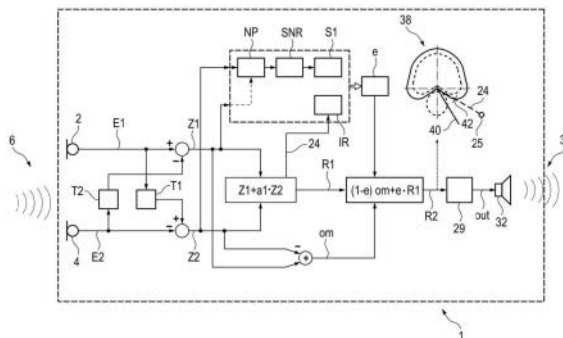 38
NP
SNR
S1
e
24
25
42
40
IR
6
2
E1
+
Z1
-
24
R1
3
T2
T1
+
-
Z1+a1·Z2
(1-e) om+e·R1
R2
29
out
32
4
E2
Z2
om
-
+
1